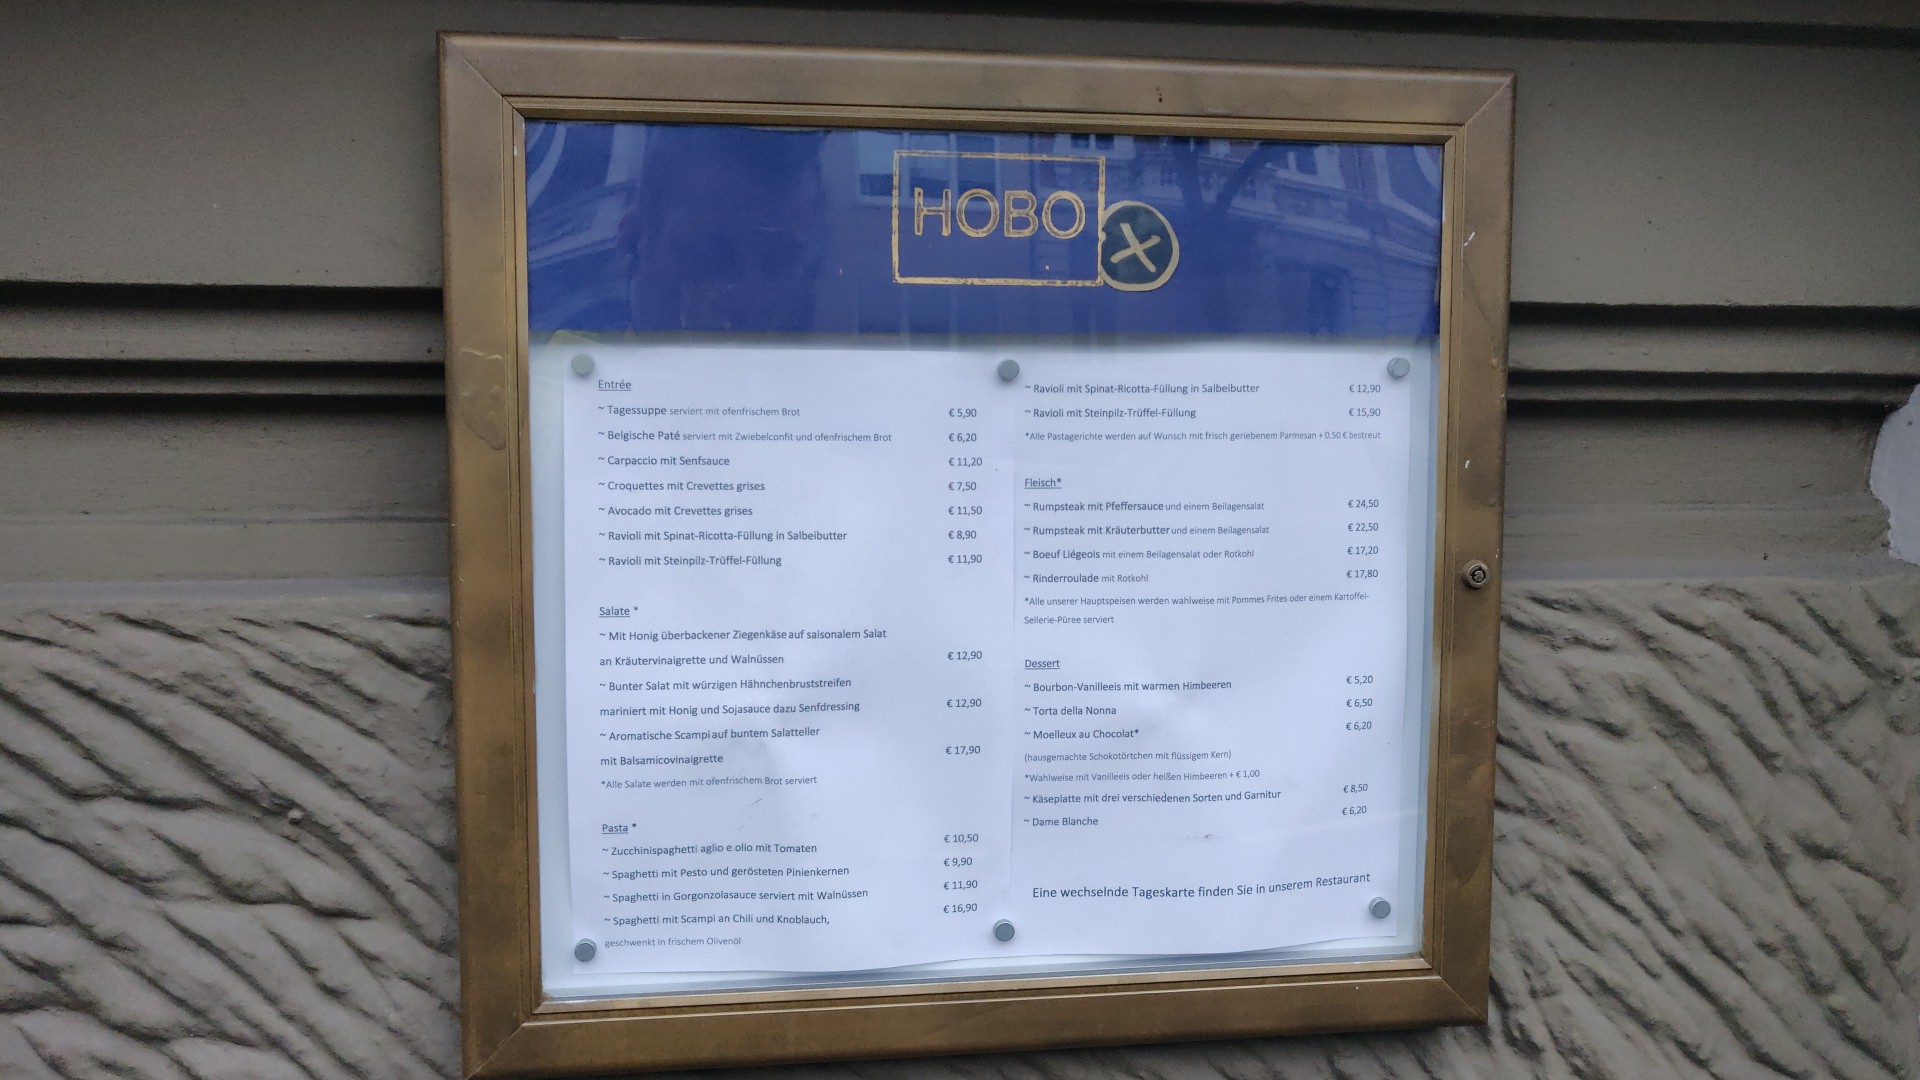 HOBO X
Entrée
~ Tagessuppe serviert mit ofenfrischem Brot € 5,90
~ Belgische Paté serviert mit Zwiebelconfit und ofenfrischem Brot € 6,20
~ Carpaccio mit Senfsauce € 11,20
~ Croquettes mit Crevettes grises € 7,50
~ Avocado mit Crevettes grises € 11,50
~ Ravioli mit Spinat-Ricotta-Füllung in Salbeibutter € 8,90
~ Ravioli mit Steinpilz-Trüffel-Füllung € 11,90
Salate *
~ Mit Honig überbackener Ziegenkäse auf saisonalem Salat
an Kräutervinaigrette und Walnüssen € 12,90
~ Bunter Salat mit würzigen Hähnchenbruststreifen
mariniert mit Honig und Sojasauce dazu Senfdressing € 12,90
~ Aromatische Scampi auf buntem Salatteller
mit Balsamicovinaigrette € 17,90
*Alle Salate werden mit ofenfrischem Brot serviert
Pasta *
~ Zucchinispaghetti aglio e olio mit Tomaten € 10,50
~ Spaghetti mit Pesto und gerösteten Pinienkernen € 9,90
~ Spaghetti in Gorgonzolasauce serviert mit Walnüssen € 11,90
~ Spaghetti mit Scampi an Chili und Knoblauch, € 16,90
geschwenkt in frischem Olivenöl
~ Ravioli mit Spinat-Ricotta-Füllung in Salbeibutter € 12,90
~ Ravioli mit Steinpilz-Trüffel-Füllung € 15,90
*Alle Pastagerichte werden auf Wunsch mit frisch geriebenem Parmesan + 0,50 € bestreut
Fleisch*
~ Rumpsteak mit Pfeffersauce und einem Beilagensalat € 24,50
~ Rumpsteak mit Kräuterbutter und einem Beilagensalat € 22,50
~ Boeuf Liégeois mit einem Beilagensalat oder Rotkohl € 17,20
~ Rinderroulade mit Rotkohl € 17,80
*Alle unserer Hauptspeisen werden wahlweise mit Pommes Frites oder einem Kartoffel-
Sellerie-Püree serviert
Dessert
~ Bourbon-Vanilleeis mit warmen Himbeeren € 5,20
~ Torta della Nonna € 6,50
~ Moelleux au Chocolat* € 6,20
(hausgemachte Schokotörtchen mit flüssigem Kern)
*Wahlweise mit Vanilleeis oder heißen Himbeeren + € 1,00
~ Käseplatte mit drei verschiedenen Sorten und Garnitur € 8,50
~ Dame Blanche € 6,20
Eine wechselnde Tageskarte finden Sie in unserem Restaurant